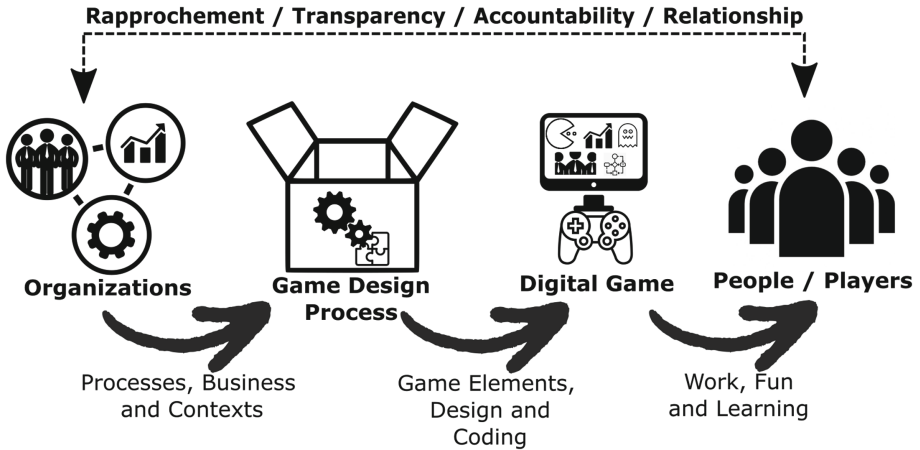 Rapprochement / Transparency / Accountability / Relationship
Organizations
Game Design
Process
Digital Game
People / Players
Processes, Business
and Contexts
Game Elements,
Design and
Coding
Work, Fun
and Learning